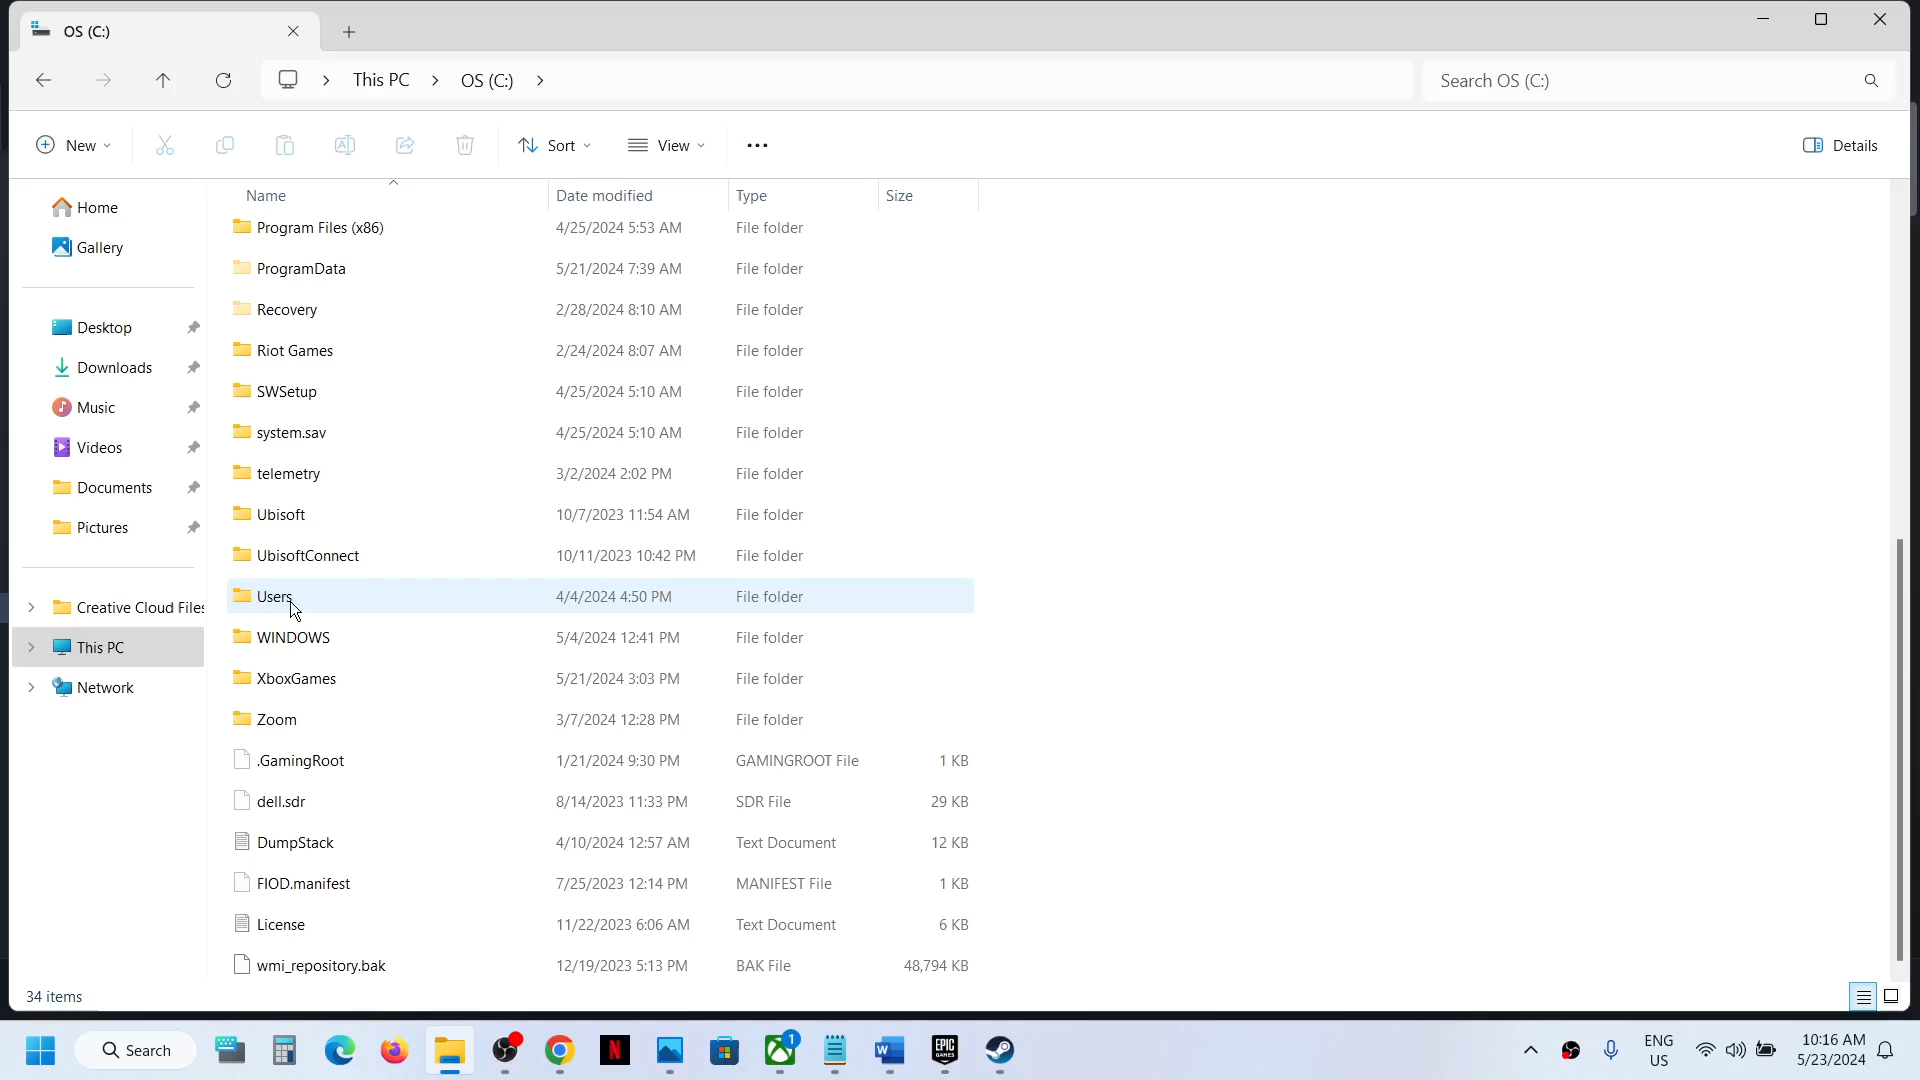 OS (C:)
This PC
OS (C:)
Search OS (C:)
New
Sort
View
Details
Name Date modified Type Size
Home
Gallery
Desktop
Downloads
Music
Videos
Documents
Pictures
Creative Cloud Files
This PC
Network
Program Files (x86) 4/25/2024 5:53 AM File folder
ProgramData 5/21/2024 7:39 AM File folder
Recovery 2/28/2024 8:10 AM File folder
Riot Games 2/24/2024 8:07 AM File folder
SWSetup 4/25/2024 5:10 AM File folder
system.sav 4/25/2024 5:10 AM File folder
telemetry 3/2/2024 2:02 PM File folder
Ubisoft 10/7/2023 11:54 AM File folder
UbisoftConnect 10/11/2023 10:42 PM File folder
Users 4/4/2024 4:50 PM File folder
WINDOWS 5/4/2024 12:41 PM File folder
XboxGames 5/21/2024 3:03 PM File folder
Zoom 3/7/2024 12:28 PM File folder
.GamingRoot 1/21/2024 9:30 PM GAMINGROOT File 1 KB
dell.sdr 8/14/2023 11:33 PM SDR File 29 KB
DumpStack 4/10/2024 12:57 AM Text Document 12 KB
FIOD.manifest 7/25/2023 12:14 PM MANIFEST File 1 KB
License 11/22/2023 6:06 AM Text Document 6 KB
wmi_repository.bak 12/19/2023 5:13 PM BAK File 48,794 KB
34 items
Search
N
1
W
EPIC
GAMES
ENG
US
10:16 AM
5/23/2024